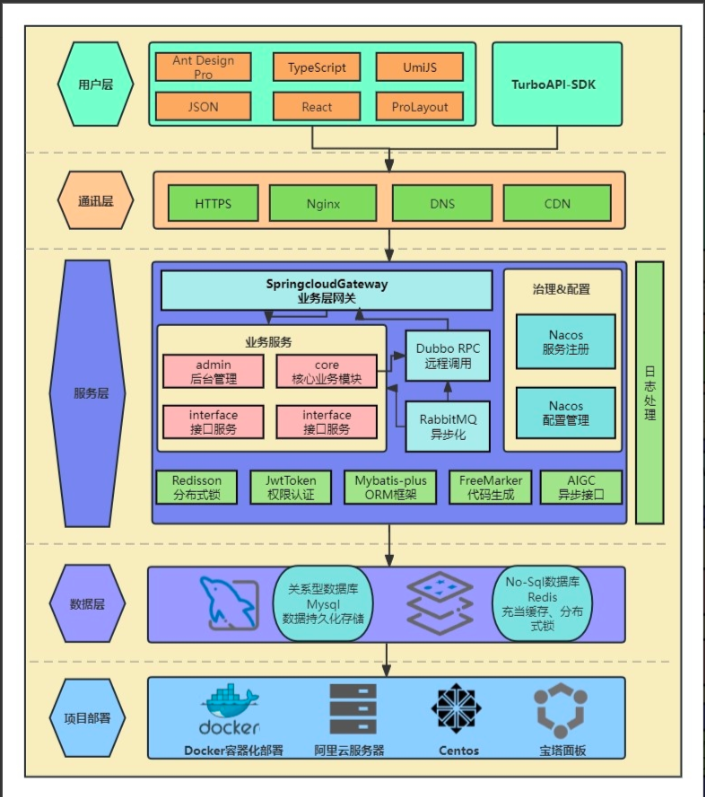 用户层
Ant Design
Pro
TypeScript
UmiJS
JSON
React
ProLayout
TurboAPI-SDK
通讯层
HTTPS
Nginx
DNS
CDN
服务层
SpringcloudGateway
业务层网关
业务服务
admin
后台管理
core
核心业务模块
interface
接口服务
interface
接口服务
Dubbo RPC
远程调用
RabbitMQ
异步化
治理&配置
Nacos
服务注册
Nacos
配置管理
日志处理
Redisson
分布式锁
JwtToken
权限认证
Mybatis-plus
ORM框架
FreeMarker
代码生成
AIGC
异步接口
数据层
关系型数据库
Mysql
数据持久化存储
No-Sql数据库
Redis
充当缓存、分布
式锁
项目部署
docker
Docker容器化部署
阿里云服务器
Centos
宝塔面板